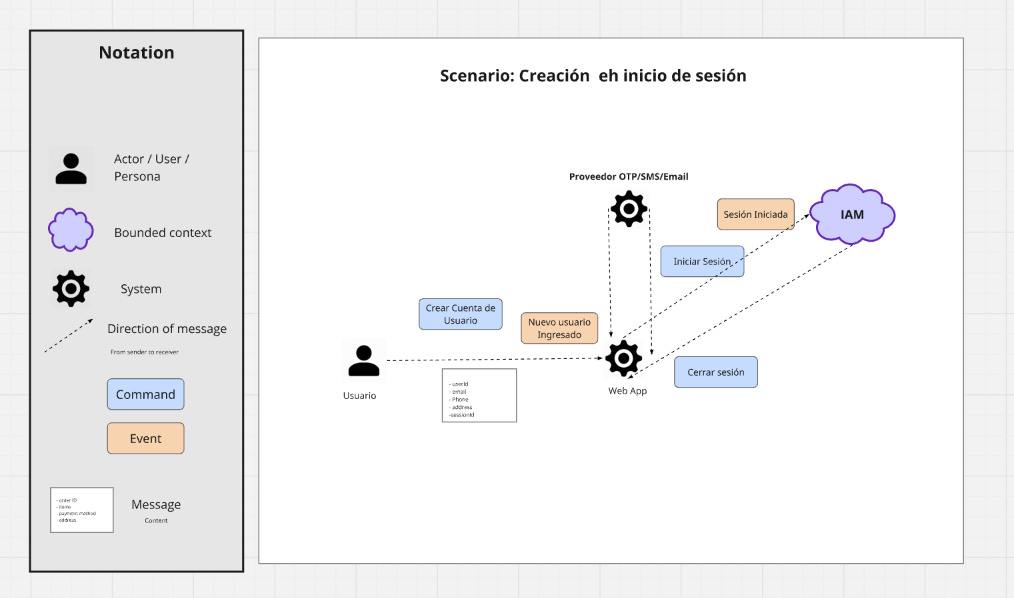 Notation
Actor / User /
Persona
Bounded context
System
Direction of message
From sender to receiver
Command
Event
- order ID
- items
- payment method
- address
Message
Content
Scenario: Creación  eh inicio de sesión
Proveedor OTP/SMS/Email
Sesión Iniciada
IAM
Iniciar Sesión
Crear Cuenta de
Usuario
Nuevo usuario
Ingresado
Cerrar sesión
Usuario
Web App
- userId
- email
- Phone
- address
-sessionId